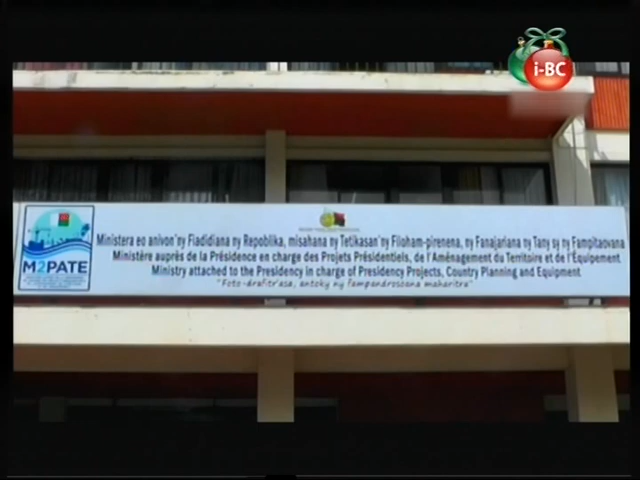 i-BC
Ministera eo anivon'ny Fiadidiana ny Repoblika, misahana ny Tetikasan'ny Filoham-pirenena, ny Fanajariana ny Tany sy ny Fampitaovana
Ministère auprès de la Présidence en charge des Projets Présidentiels, de l'Aménagement du Territoire et de l'Équipement
Ministry attached to the Presidency in charge of Presidency Projects, Country Planning and Equipment
"Foto-drafitr'asa, antoky ny fampandrosoana maharitra"
M2PATE